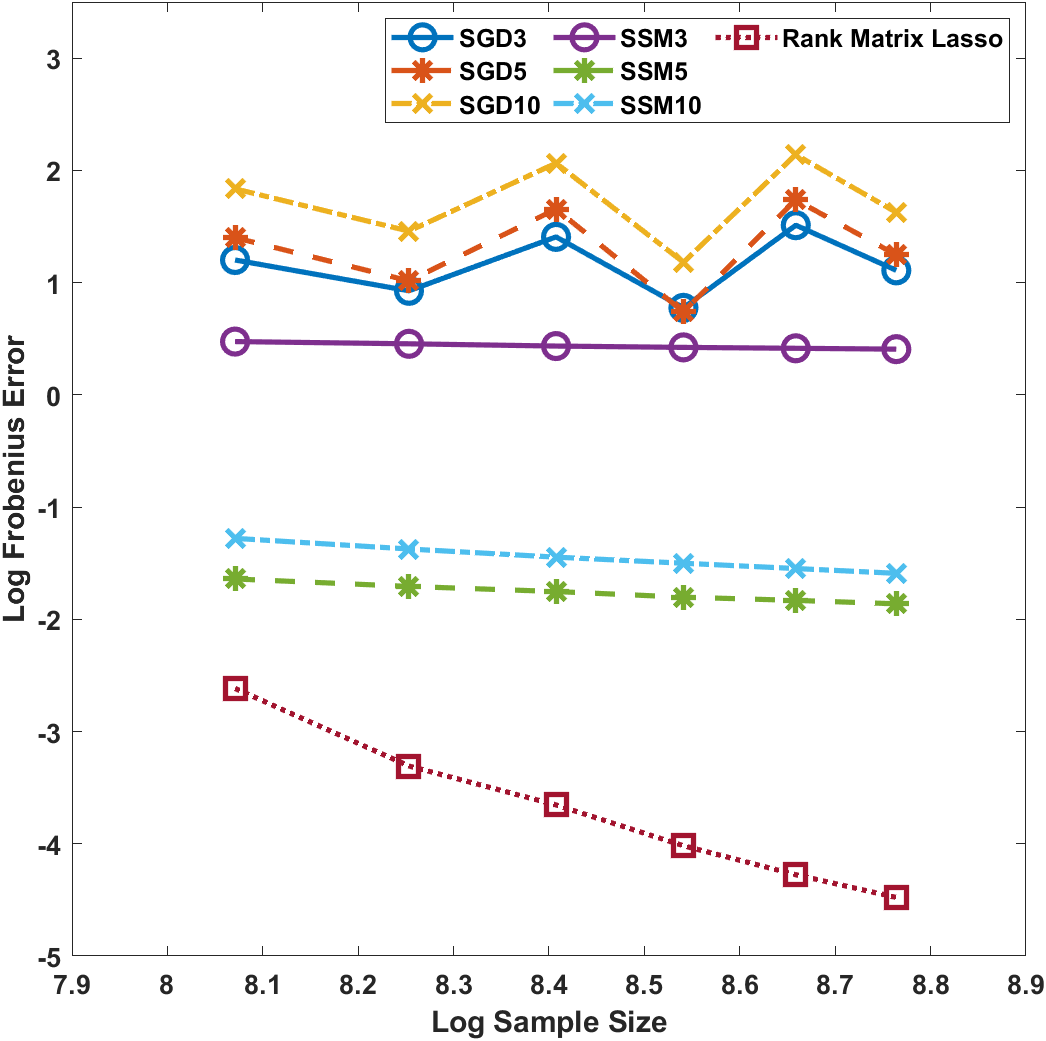 SGD3
SGD5
SGD10
SSM3
SSM5
SSM10
Rank Matrix Lasso
3
2
1
0
-1
-2
-3
-4
-5
Log Frobenius Error
7.9 8 8.1 8.2 8.3 8.4 8.5 8.6 8.7 8.8 8.9
Log Sample Size